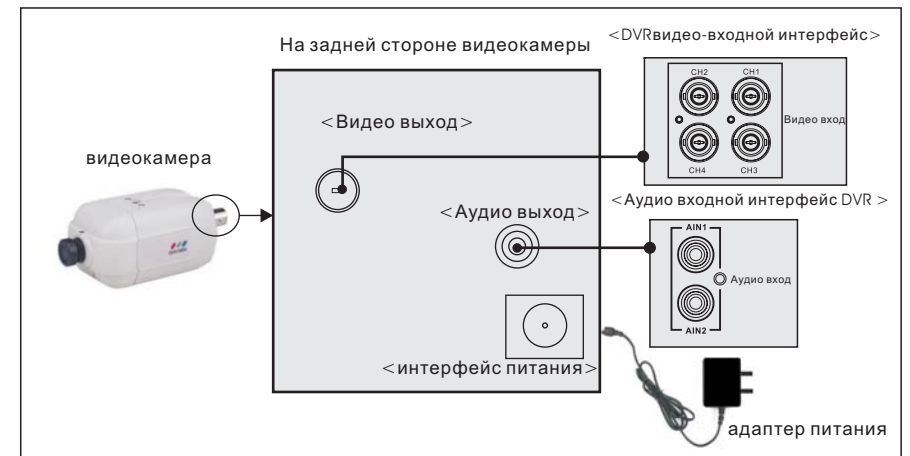 <DVRвидео-входной интерфейс>
На задней стороне видеокамеры
CH2 CH1
<Видео выход>
Видео вход
видеокамера
CH4 CH3
<Аудио входной интерфейс DVR >
<Аудио выход>
AIN1
Аудио вход
AIN2
<интерфейс питания>
адаптер питания